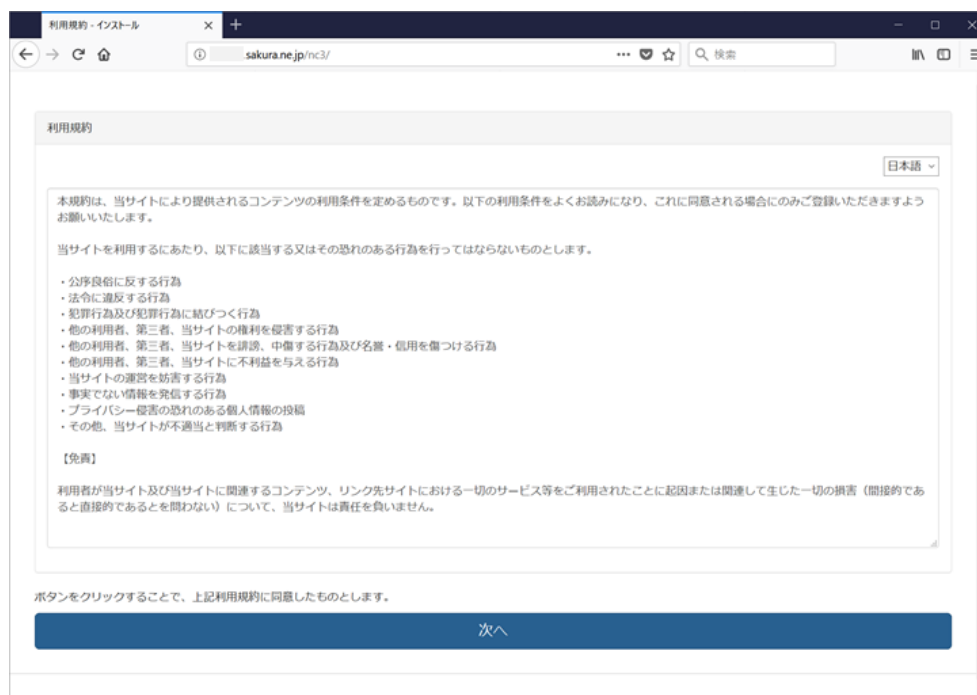 利用規約 - インストール
sakura.ne.jp/nc3/
検索
利用規約
日本語
本規約は、当サイトにより提供されるコンテンツの利用条件を定めるものです。以下の利用条件をよくお読みになり、これに同意される場合にのみご登録いただきますよう
お願いいたします。
当サイトを利用するにあたり、以下に該当する又はその恐れのある行為を行ってはならないものとします。
・公序良俗に反する行為
・法令に違反する行為
・犯罪行為及び犯罪行為に結びつく行為
・他の利用者、第三者、当サイトの権利を侵害する行為
・他の利用者、第三者、当サイトを誹謗、中傷する行為及び名誉・信用を傷つける行為
・他の利用者、第三者、当サイトに不利益を与える行為
・当サイトの運営を妨害する行為
・事実でない情報を発信する行為
・プライバシー侵害の恐れのある個人情報の投稿
・その他、当サイトが不適当と判断する行為
【免責】
利用者が当サイト及び当サイトに関連するコンテンツ、リンク先サイトにおける一切のサービス等をご利用されたことに起因または関連して生じた一切の損害（間接的であ
ると直接的であるとを問わない）について、当サイトは責任を負いません。
ボタンをクリックすることで、上記利用規約に同意したものとします。
次へ